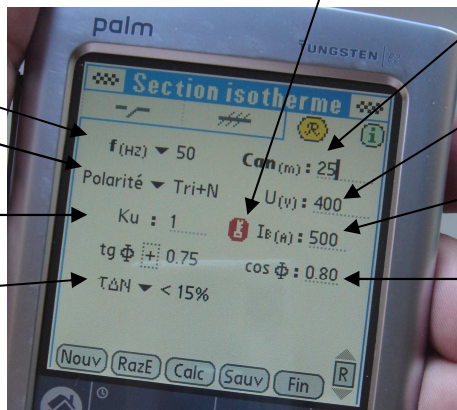 palm
TUNGSTEN
Section isotherme
R i
f(HZ) 50 Can(m) : 25
Polarité Tri+N U(V) : 400
Ku : 1 IB(A) : 500
tg Φ + 0.75 cos Φ : 0.80
T.ΔN < 15%
Nouv RazE Calc Sauv Fin R